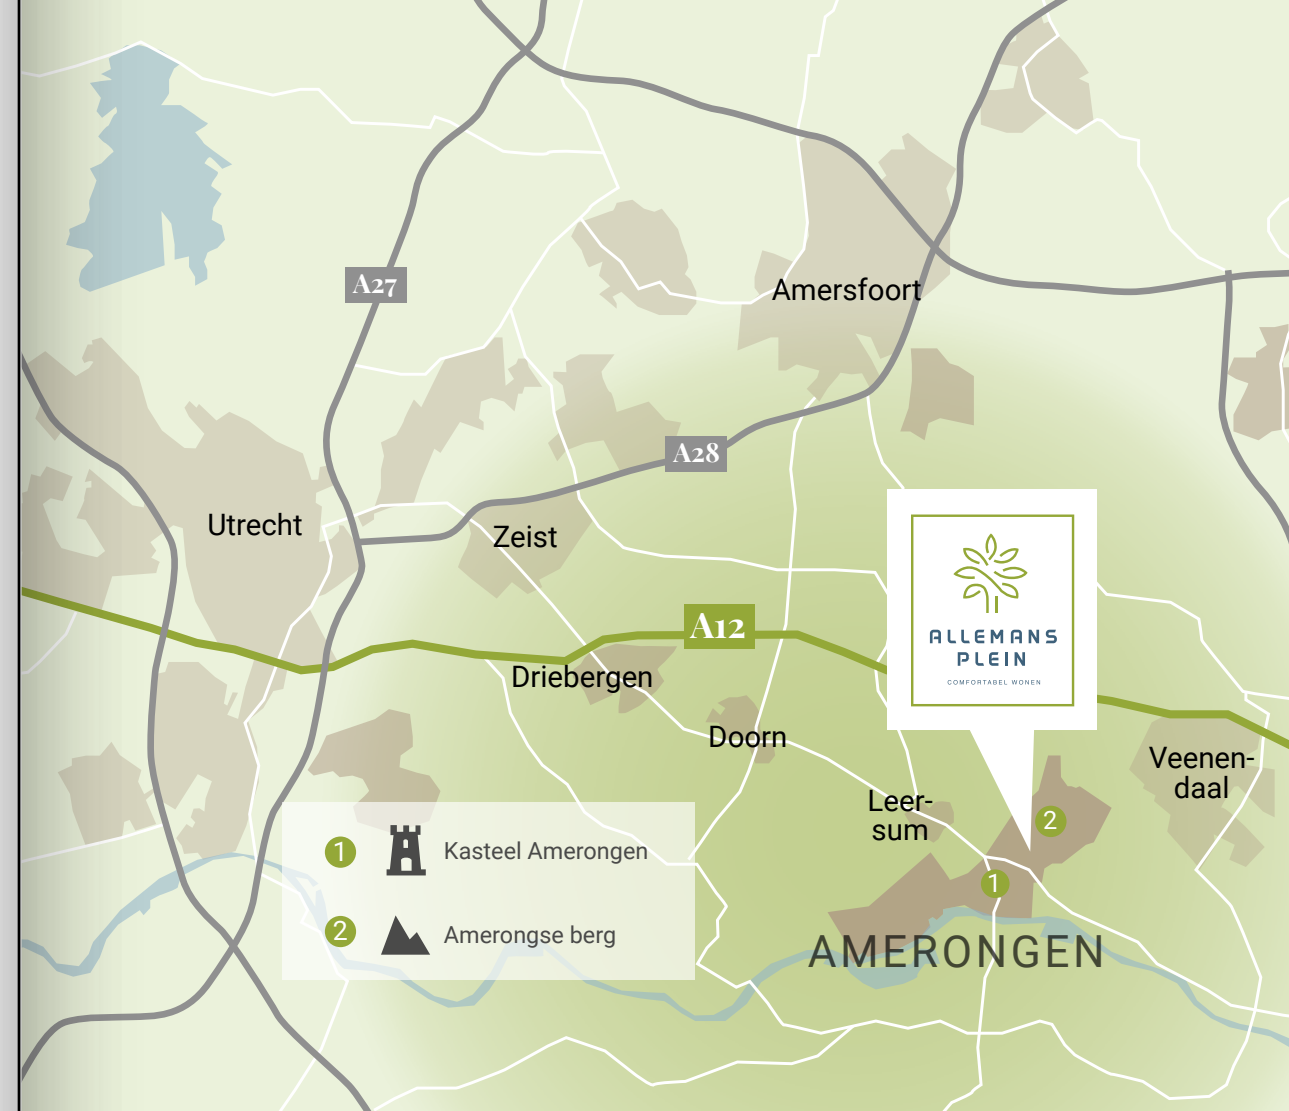 A27
Amersfoort
A28
Utrecht
Zeist
A12
ALLEMANS
PLEIN
COMFORTABEL WONEN
Driebergen
Doorn
Veenen-
daal
Leer-
sum
2
1
1 Kasteel Amerongen
2 Amerongse berg
AMERONGEN